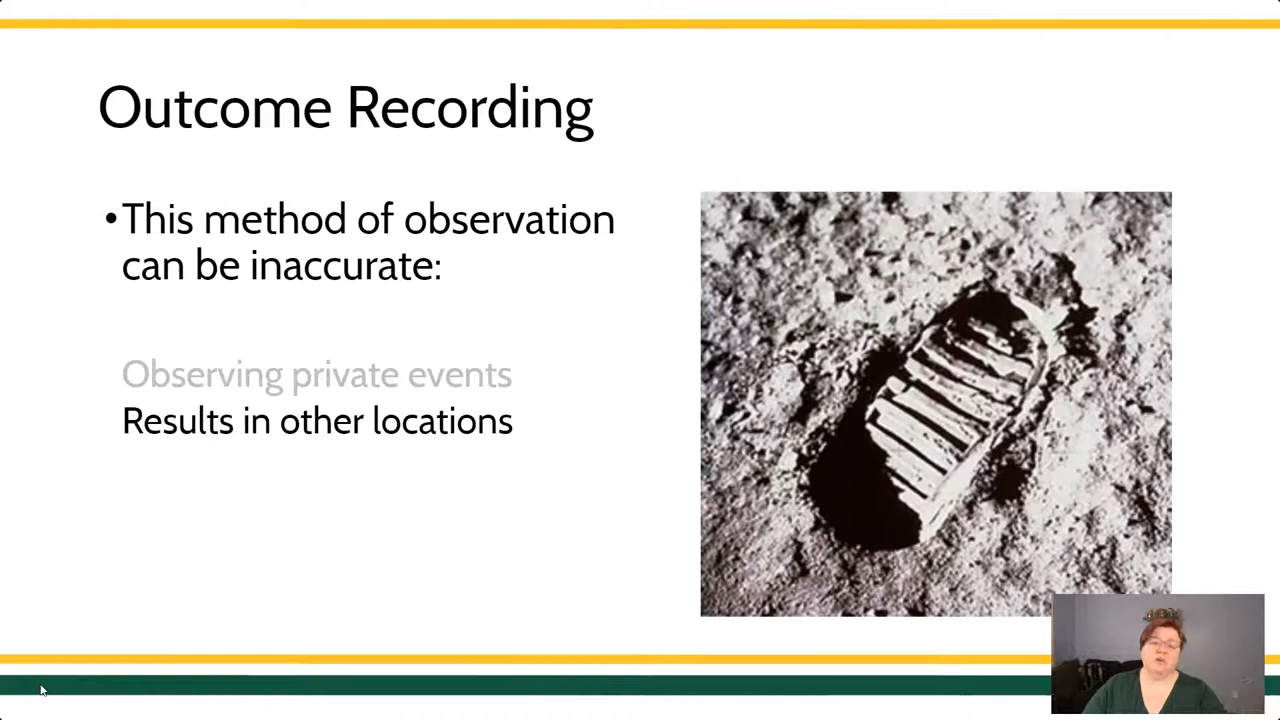 Outcome Recording
•This method of observation
can be inaccurate:
Observing private events
Results in other locations